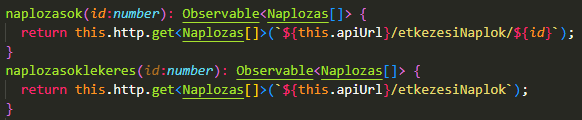 naplozasok(id:number): Observable<Naplozas[]> {
return this.http.get<Naplozas[]>(`${this.apiUrl}/etkezesiNaplok/${id}`);
}
naplozasoklekeres(id:number): Observable<Naplozas[]> {
return this.http.get<Naplozas[]>(`${this.apiUrl}/etkezesiNaplok`);
}